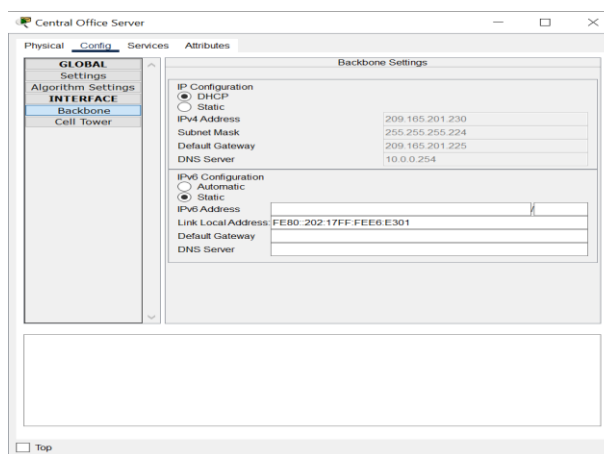 Central Office Server
Physical Config Services Attributes
GLOBAL
Settings
Algorithm Settings
INTERFACE
Backbone
Cell Tower
Backbone Settings
IP Configuration
DHCP
Static
IPv4 Address 209.165.201.230
Subnet Mask 255.255.255.224
Default Gateway 209.165.201.225
DNS Server 10.0.0.254
IPv6 Configuration
Automatic
Static
IPv6 Address /
Link Local Address: FE80::202:17FF:FEE6:E301
Default Gateway
DNS Server
Top